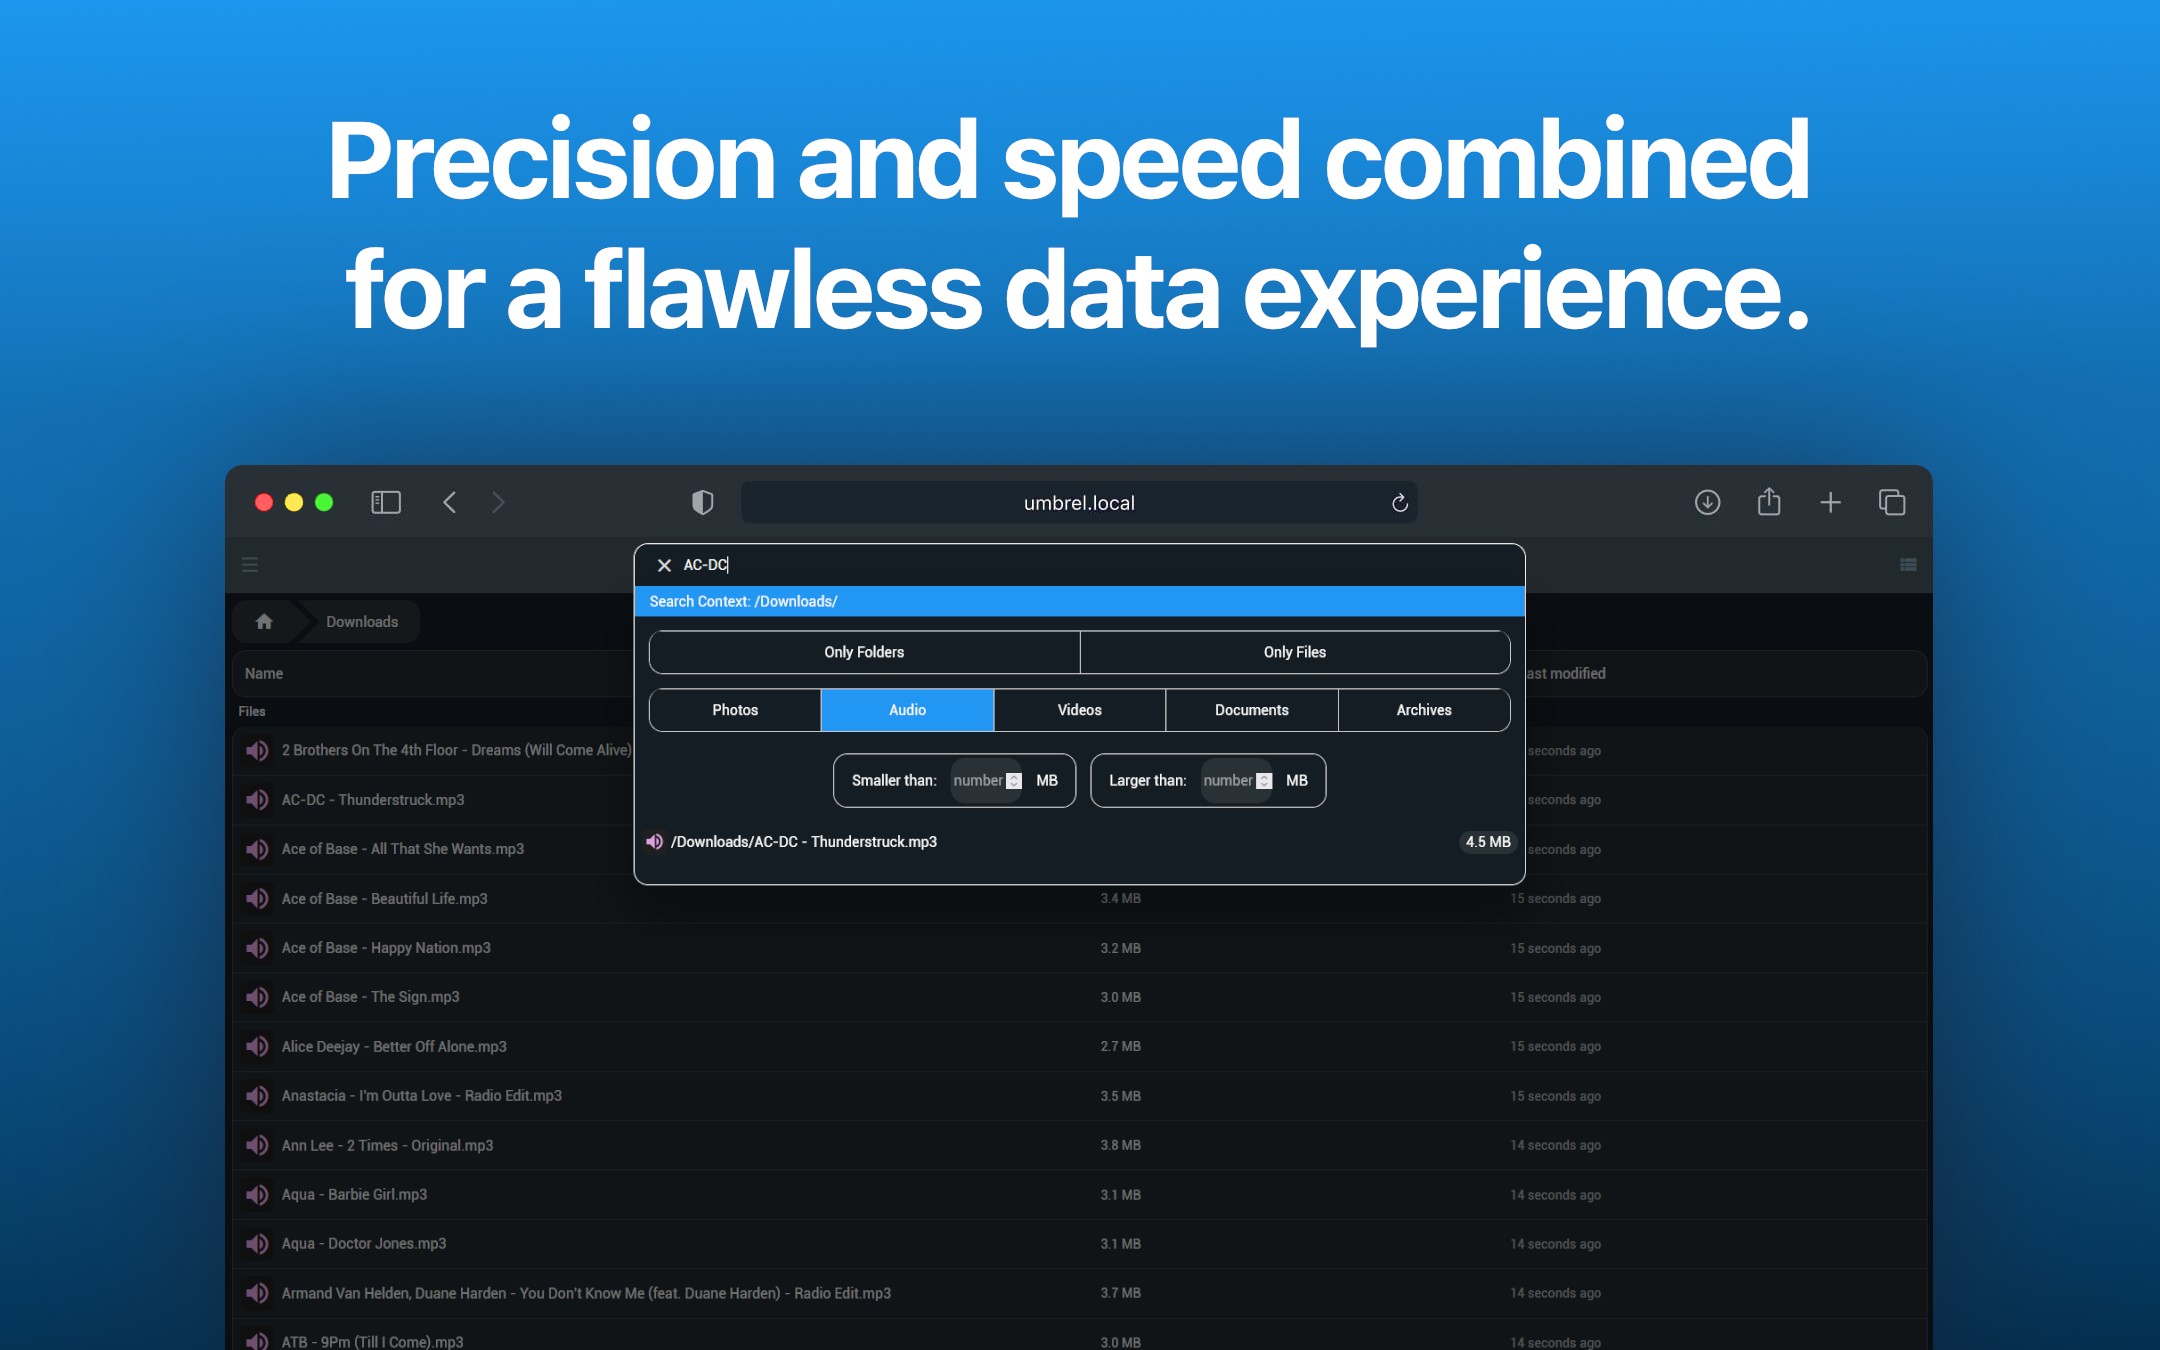 Precision and speed combined
for a flawless data experience.
umbrel.local
AC-DC
Search Context: /Downloads/
Downloads
Only Folders
Only Files
Name
ast modified
Photos
Audio
Videos
Documents
Archives
Files
2 Brothers On The 4th Floor - Dreams (Will Come Alive)
seconds ago
Smaller than: number MB
Larger than: number MB
AC-DC - Thunderstruck.mp3
seconds ago
/Downloads/AC-DC - Thunderstruck.mp3
4.5 MB
Ace of Base - All That She Wants.mp3
seconds ago
Ace of Base - Beautiful Life.mp3 3.4 MB 15 seconds ago
Ace of Base - Happy Nation.mp3 3.2 MB 15 seconds ago
Ace of Base - The Sign.mp3 3.0 MB 15 seconds ago
Alice Deejay - Better Off Alone.mp3 2.7 MB 15 seconds ago
Anastacia - I'm Outta Love - Radio Edit.mp3 3.5 MB 15 seconds ago
Ann Lee - 2 Times - Original.mp3 3.8 MB 14 seconds ago
Aqua - Barbie Girl.mp3 3.1 MB 14 seconds ago
Aqua - Doctor Jones.mp3 3.1 MB 14 seconds ago
Armand Van Helden, Duane Harden - You Don't Know Me (feat. Duane Harden) - Radio Edit.mp3 3.7 MB 14 seconds ago
ATB - 9Pm (Till I Come).mp3 3.0 MB 14 seconds ago